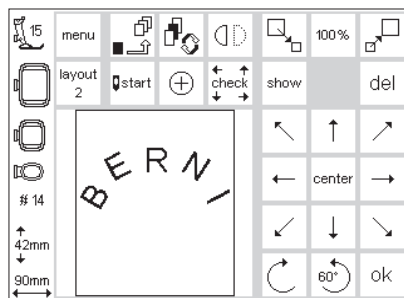 15
menu
100%
layout
2
start
check
show
del
# 14
42mm
90mm
BERNI
center
60°
ok